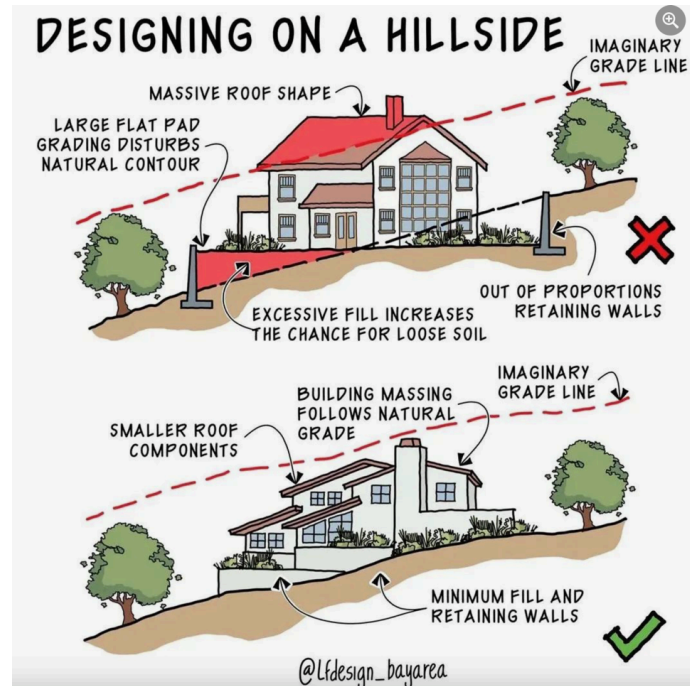 DESIGNING ON A HILLSIDE
IMAGINARY
GRADE LINE
MASSIVE ROOF SHAPE
LARGE FLAT PAD
GRADING DISTURBS
NATURAL CONTOUR
OUT OF PROPORTIONS
RETAINING WALLS
EXCESSIVE FILL INCREASES
THE CHANCE FOR LOOSE SOIL
IMAGINARY
GRADE LINE
BUILDING MASSING
FOLLOWS NATURAL
GRADE
SMALLER ROOF
COMPONENTS
MINIMUM FILL AND
RETAINING WALLS
@Lfdesign_bayarea